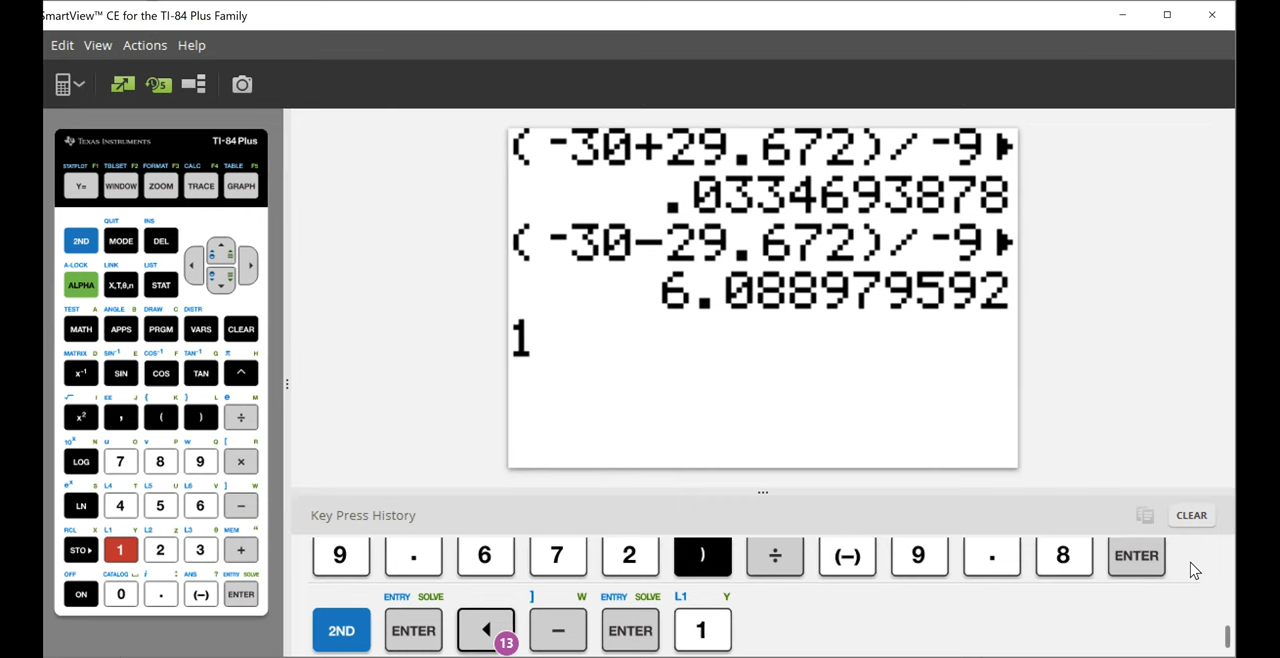 SmartView™ CE for the TI-84 Plus Family
Edit View Actions Help
TEXAS INSTRUMENTS TI-84 Plus
STATPLOT F1 TBLSET F2 FORMAT F3 CALC F4 TABLE F5
Y= WINDOW ZOOM TRACE GRAPH
QUIT INS
2ND MODE DEL
A-LOCK LINK LIST
ALPHA X,T,θ,n STAT
TEST A ANGLE B DRAW C DISTR
MATH APPS PRGM VARS CLEAR
MATRIX D SIN⁻¹ E COS⁻¹ F TAN⁻¹ G π H
x⁻¹ SIN COS TAN ^
√ I EE J { K } L e M
x² , ( ) ÷
10ˣ N u O v P w Q [ R
LOG 7 8 9 ×
eˣ S L4 T L5 U L6 V ] W
LN 4 5 6 −
RCL X L1 Y L2 Z L3 θ MEM "
STO▶ 1 2 3 +
OFF CATALOG i : ANS ? ENTRY SOLVE
ON 0 . (−) ENTER
(-30+29.672)/-9▶
.0334693878
(-30-29.672)/-9▶
6.088979592
1
Key Press History CLEAR
9 . 6 7 2 ) ÷ (−) 9 . 8 ENTER
ENTRY SOLVE ] W ENTRY SOLVE L1 Y
2ND ENTER 13 − ENTER 1